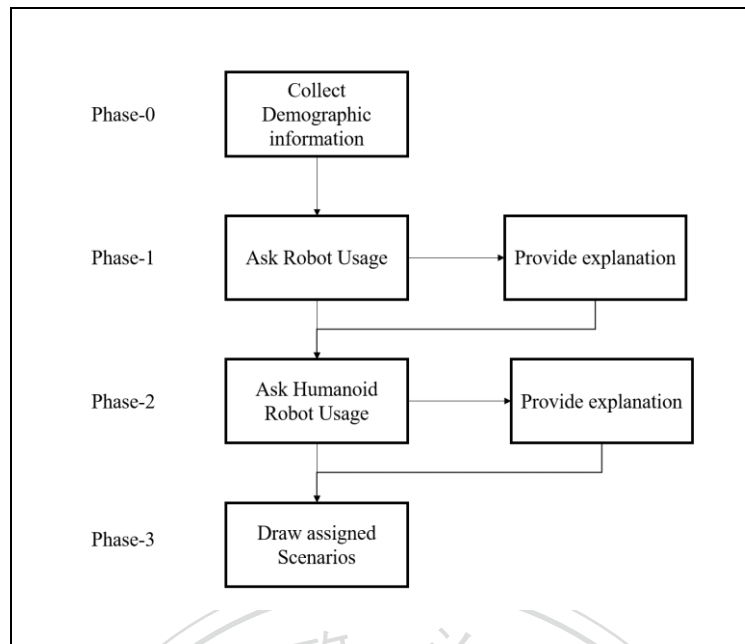 Phase-0
Collect
Demographic
information
Phase-1
Ask Robot Usage
Provide explanation
Phase-2
Ask Humanoid
Robot Usage
Provide explanation
Phase-3
Draw assigned
Scenarios